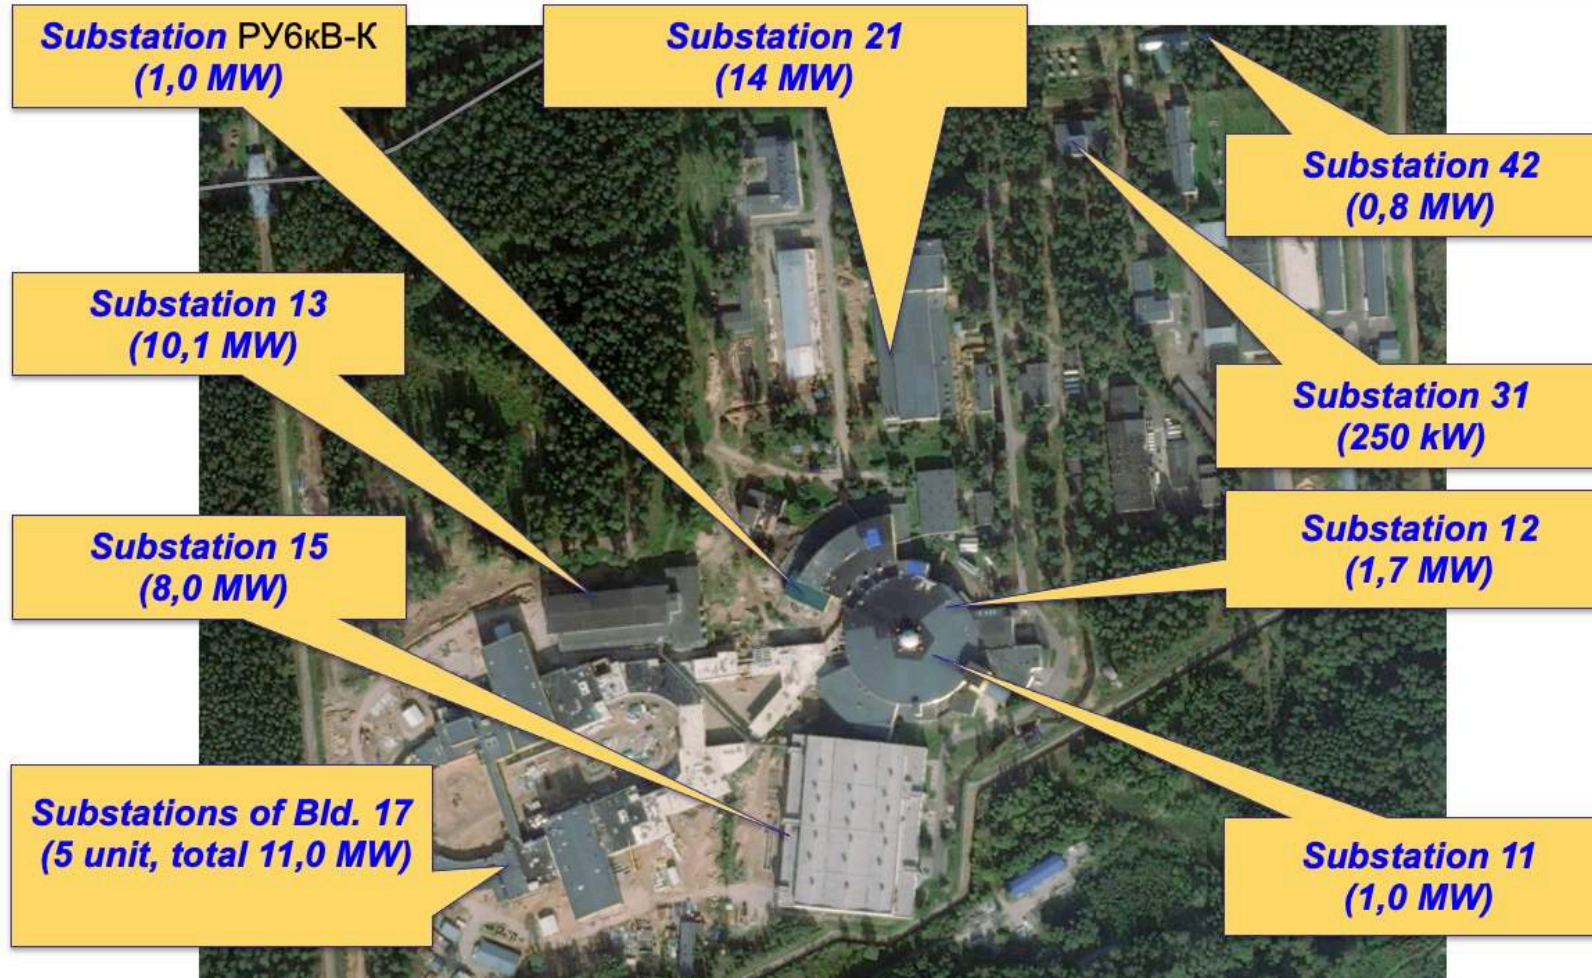 Substation РУ6кВ-К
(1,0 MW)
Substation 21
(14 MW)
Substation 42
(0,8 MW)
Substation 13
(10,1 MW)
Substation 31
(250 kW)
Substation 15
(8,0 MW)
Substation 12
(1,7 MW)
Substations of Bld. 17
(5 unit, total 11,0 MW)
Substation 11
(1,0 MW)